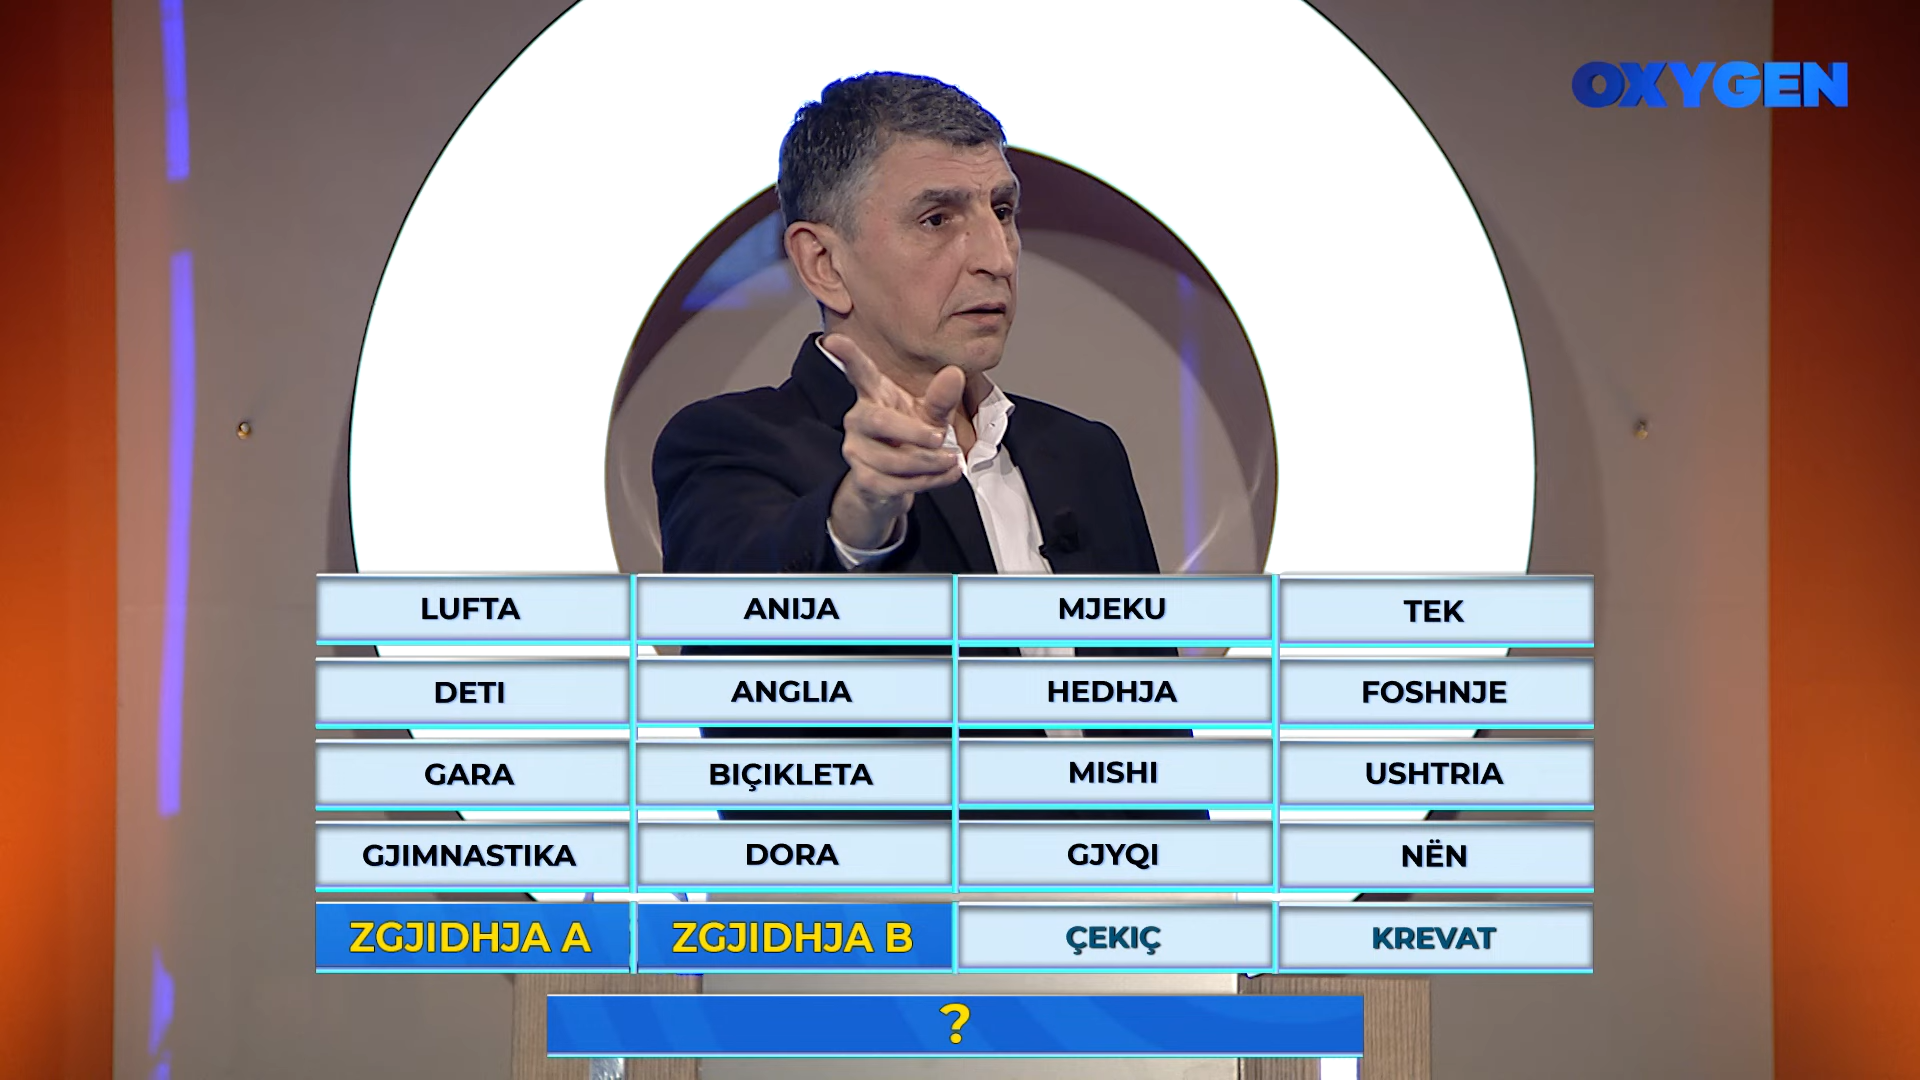 OXYGEN
LUFTA ANIJA MJEKU TEK
DETI ANGLIA HEDHJA FOSHNJE
GARA BIÇIKLETA MISHI USHTRIA
GJIMNASTIKA DORA GJYQI NËN
ZGJIDHJA A ZGJIDHJA B ÇEKIÇ KREVAT
?